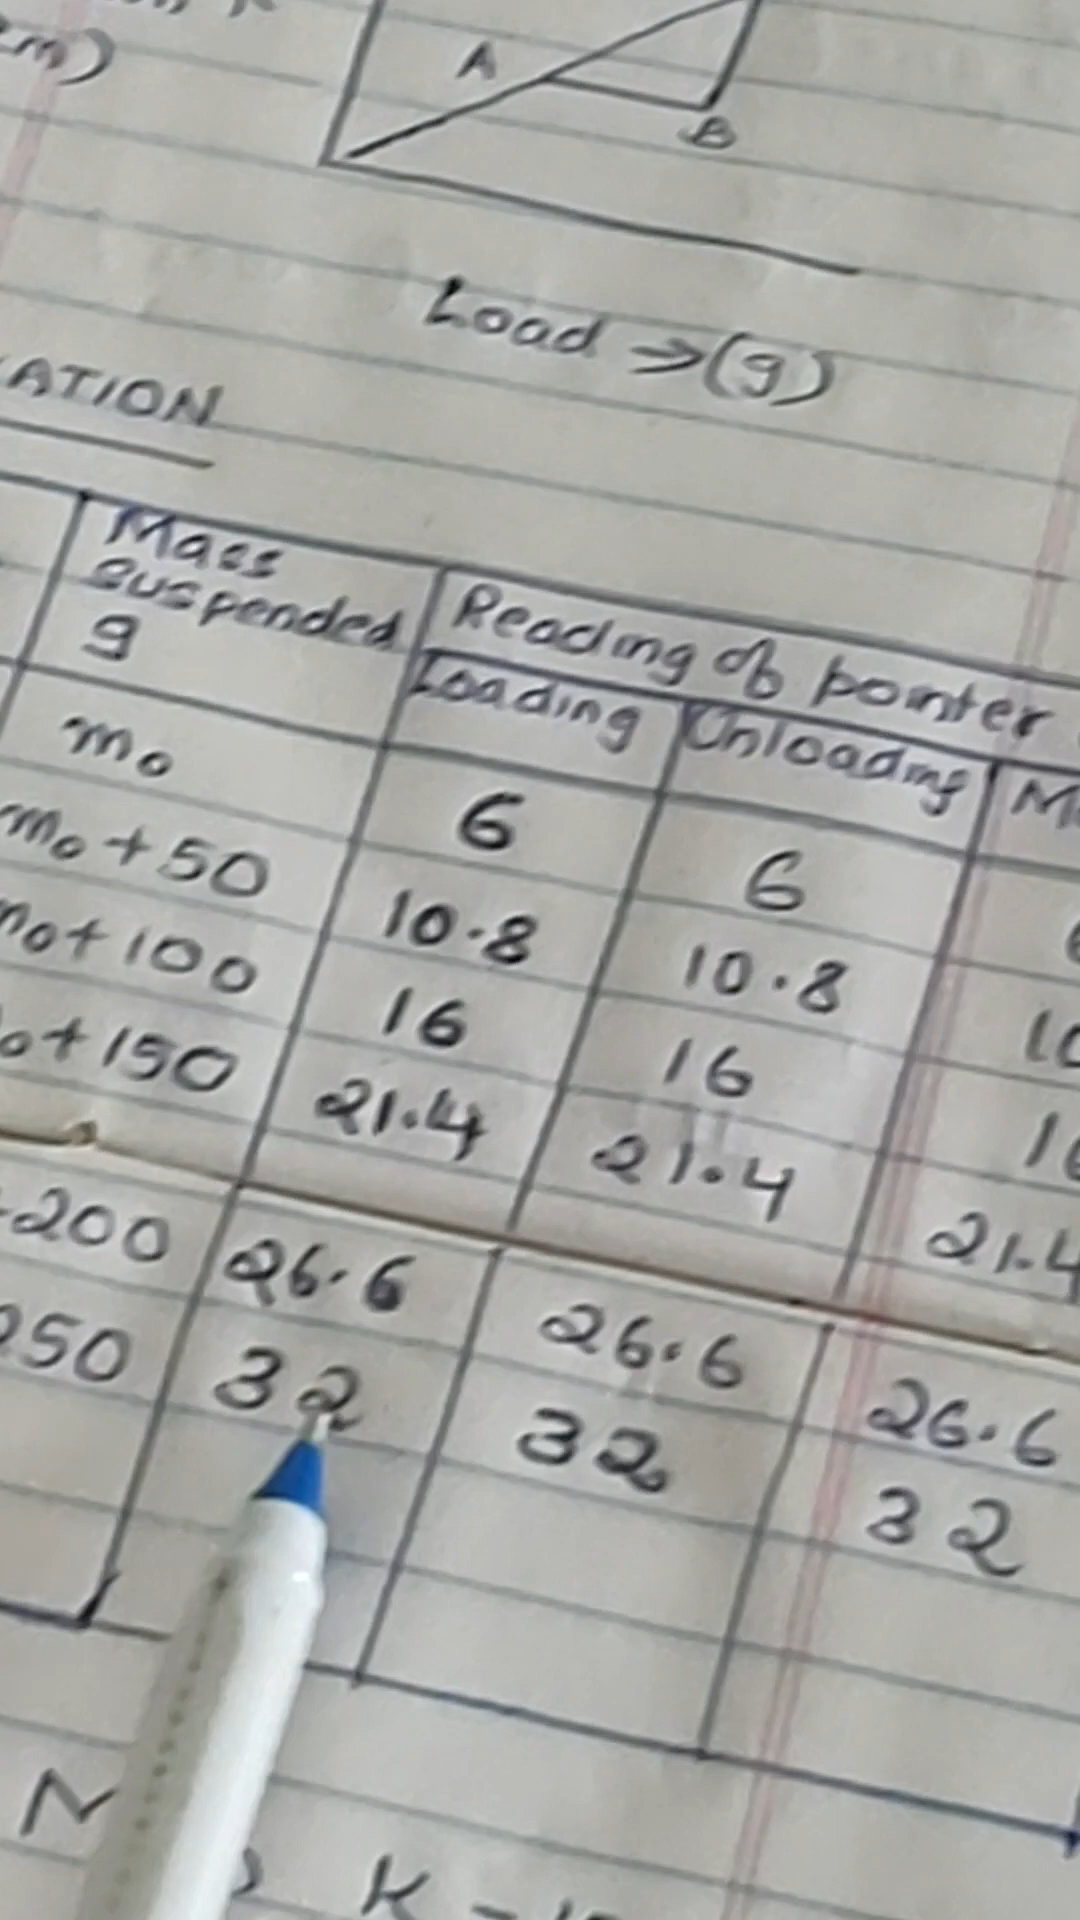 m)
A
B
Load → (g)
ATION
Mass suspended g
Reading of pointer
Loading
Unloading
M
m₀
6
6
m₀+50
10.8
10.8
10
m₀+100
16
16
0+150
21.4
21.4
21.4
200
26.6
26.6
26.6
250
32
32
32
N
K -